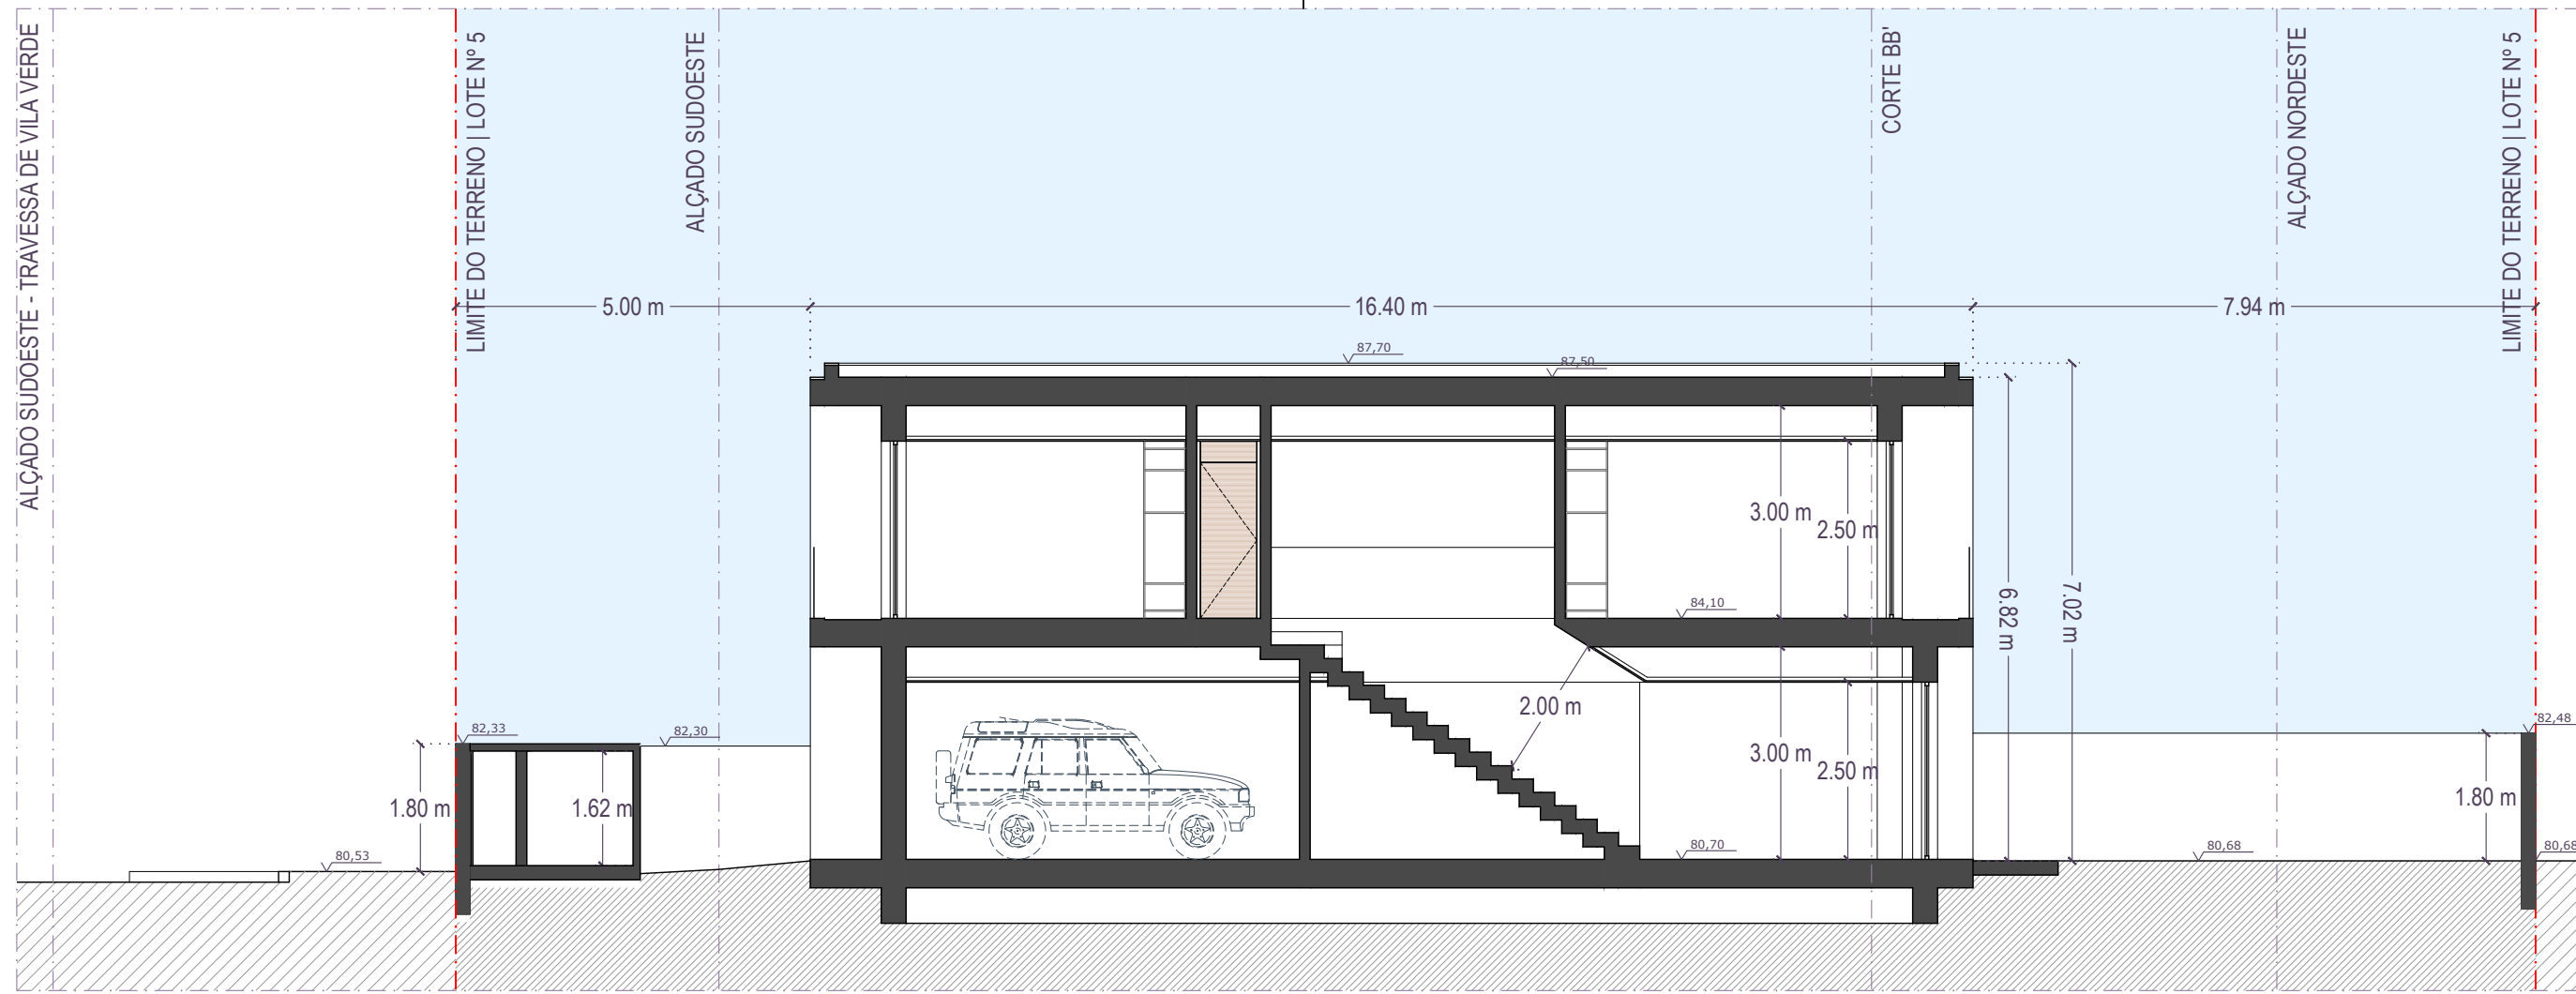 ALÇADO SUDOESTE - TRAVESSA DE VILA VERDE
LIMITE DO TERRENO | LOTE Nº 5
ALÇADO SUDOESTE
CORTE BB'
ALÇADO NORDESTE
LIMITE DO TERRENO | LOTE Nº 5
5.00 m
16.40 m
7.94 m
87,70
87,50
3.00 m
2.50 m
84,10
6.82 m
7.02 m
82,33
82,30
2.00 m
82,48
3.00 m
2.50 m
1.80 m
1.62 m
1.80 m
80,53
80,70
80,68
80,68